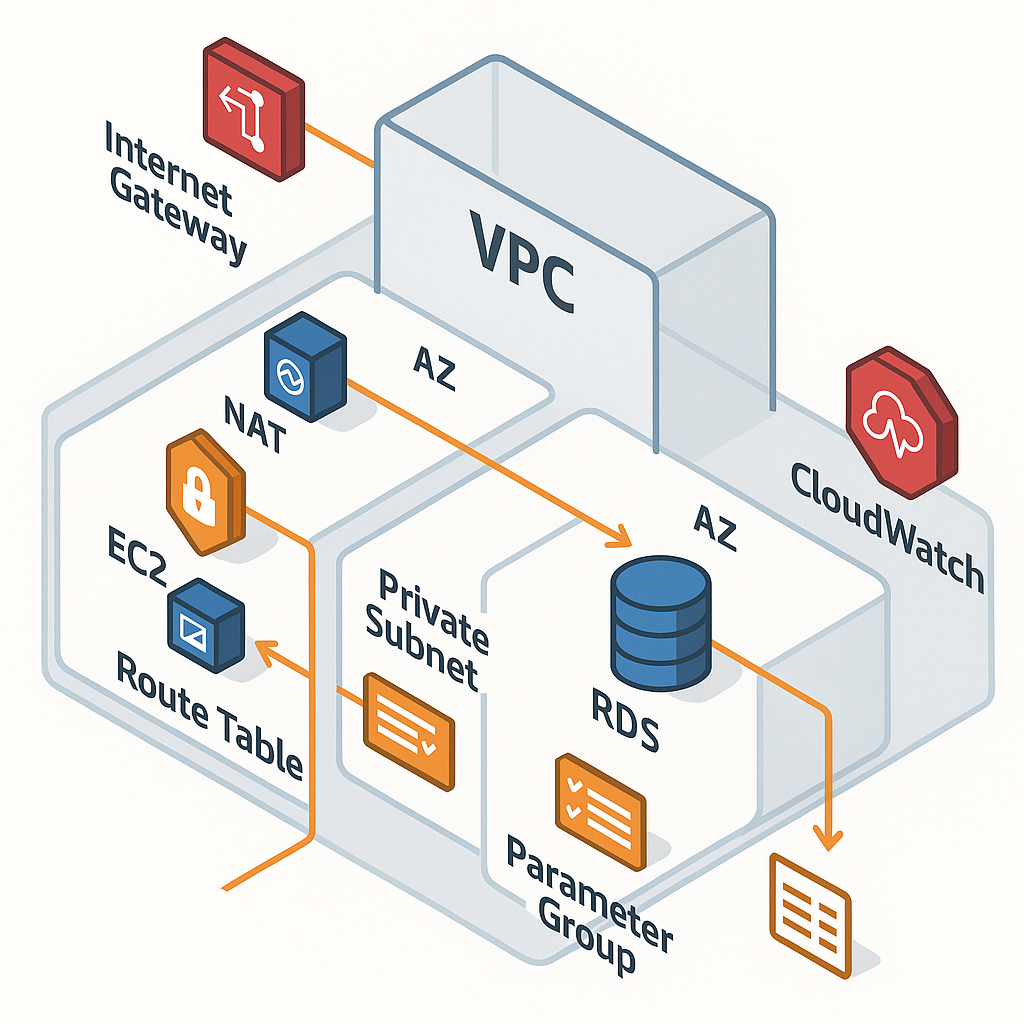 Internet
Gateway
VPC
AZ
NAT
CloudWatch
AZ
EC2
Private
Subnet
Route Table
RDS
Parameter
Group